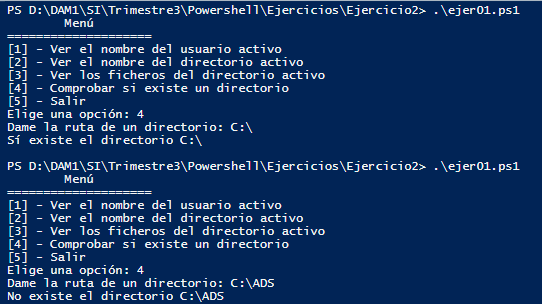 PS D:\DAM1\SI\Trimestre3\Powershell\Ejercicios\Ejercicio2> .\ejer01.ps1
Menú
====================
[1] - Ver el nombre del usuario activo
[2] - Ver el nombre del directorio activo
[3] - Ver los ficheros del directorio activo
[4] - Comprobar si existe un directorio
[5] - Salir
Elige una opción: 4
Dame la ruta de un directorio: C:\
Sí existe el directorio C:\
PS D:\DAM1\SI\Trimestre3\Powershell\Ejercicios\Ejercicio2> .\ejer01.ps1
Menú
====================
[1] - Ver el nombre del usuario activo
[2] - Ver el nombre del directorio activo
[3] - Ver los ficheros del directorio activo
[4] - Comprobar si existe un directorio
[5] - Salir
Elige una opción: 4
Dame la ruta de un directorio: C:\ADS
No existe el directorio C:\ADS